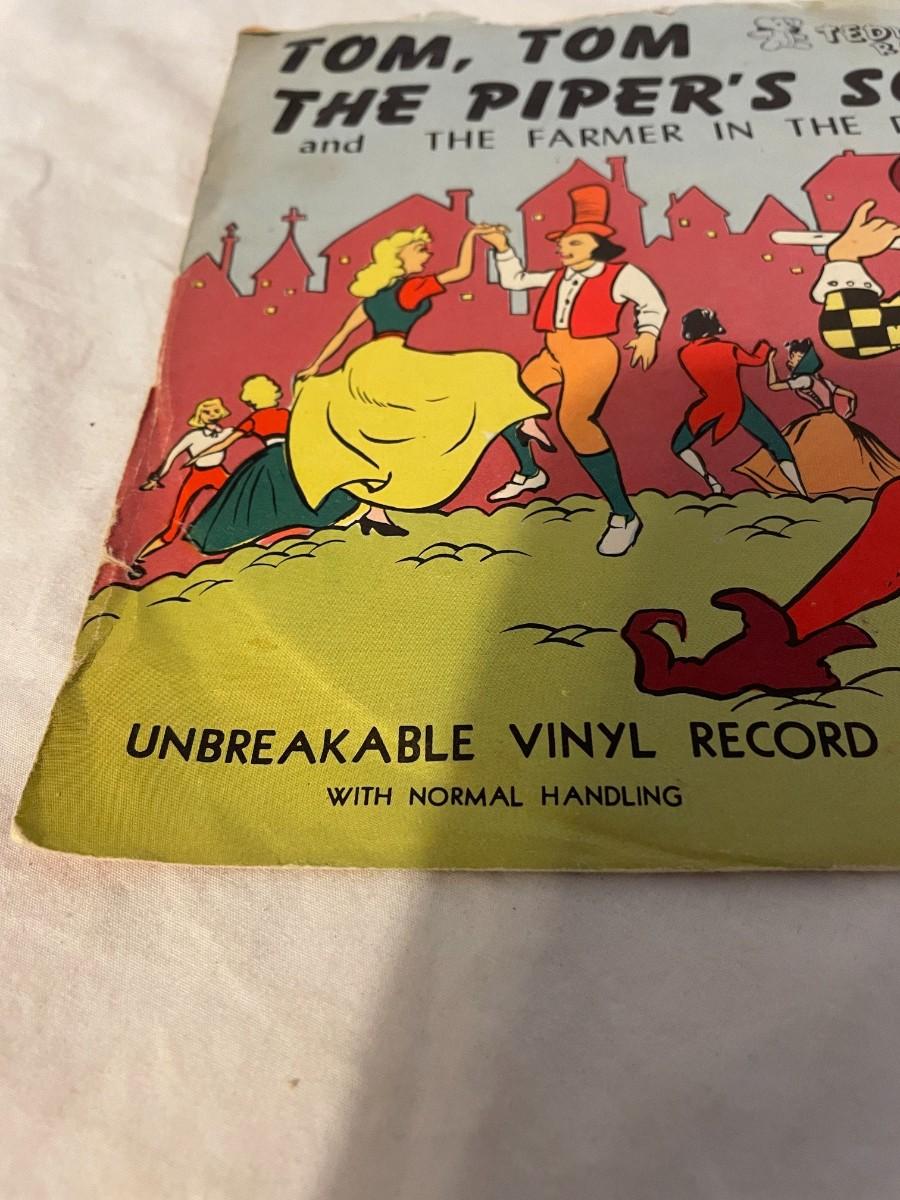 TOM, TOM
THE PIPER'S
and THE FARMER IN THE
UNBREAKABLE VINYL RECORD
WITH NORMAL HANDLING